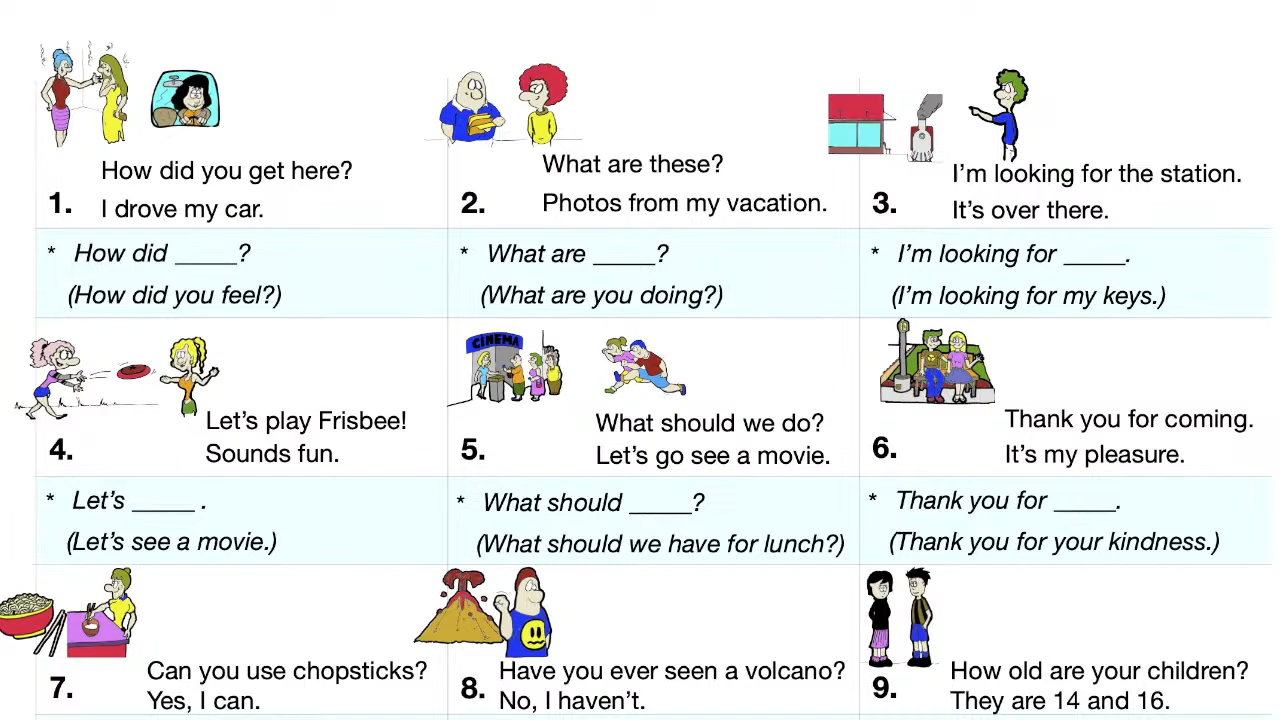 How did you get here?
1. I drove my car.
* How did _____?
(How did you feel?)
What are these?
2. Photos from my vacation.
* What are _____?
(What are you doing?)
I’m looking for the station.
3. It’s over there.
* I’m looking for _____.
(I’m looking for my keys.)
Let’s play Frisbee!
4. Sounds fun.
* Let’s _____ .
(Let’s see a movie.)
CINEMA
What should we do?
5. Let’s go see a movie.
* What should _____?
(What should we have for lunch?)
Thank you for coming.
6. It’s my pleasure.
* Thank you for _____.
(Thank you for your kindness.)
Can you use chopsticks?
7. Yes, I can.
Have you ever seen a volcano?
8. No, I haven’t.
How old are your children?
9. They are 14 and 16.